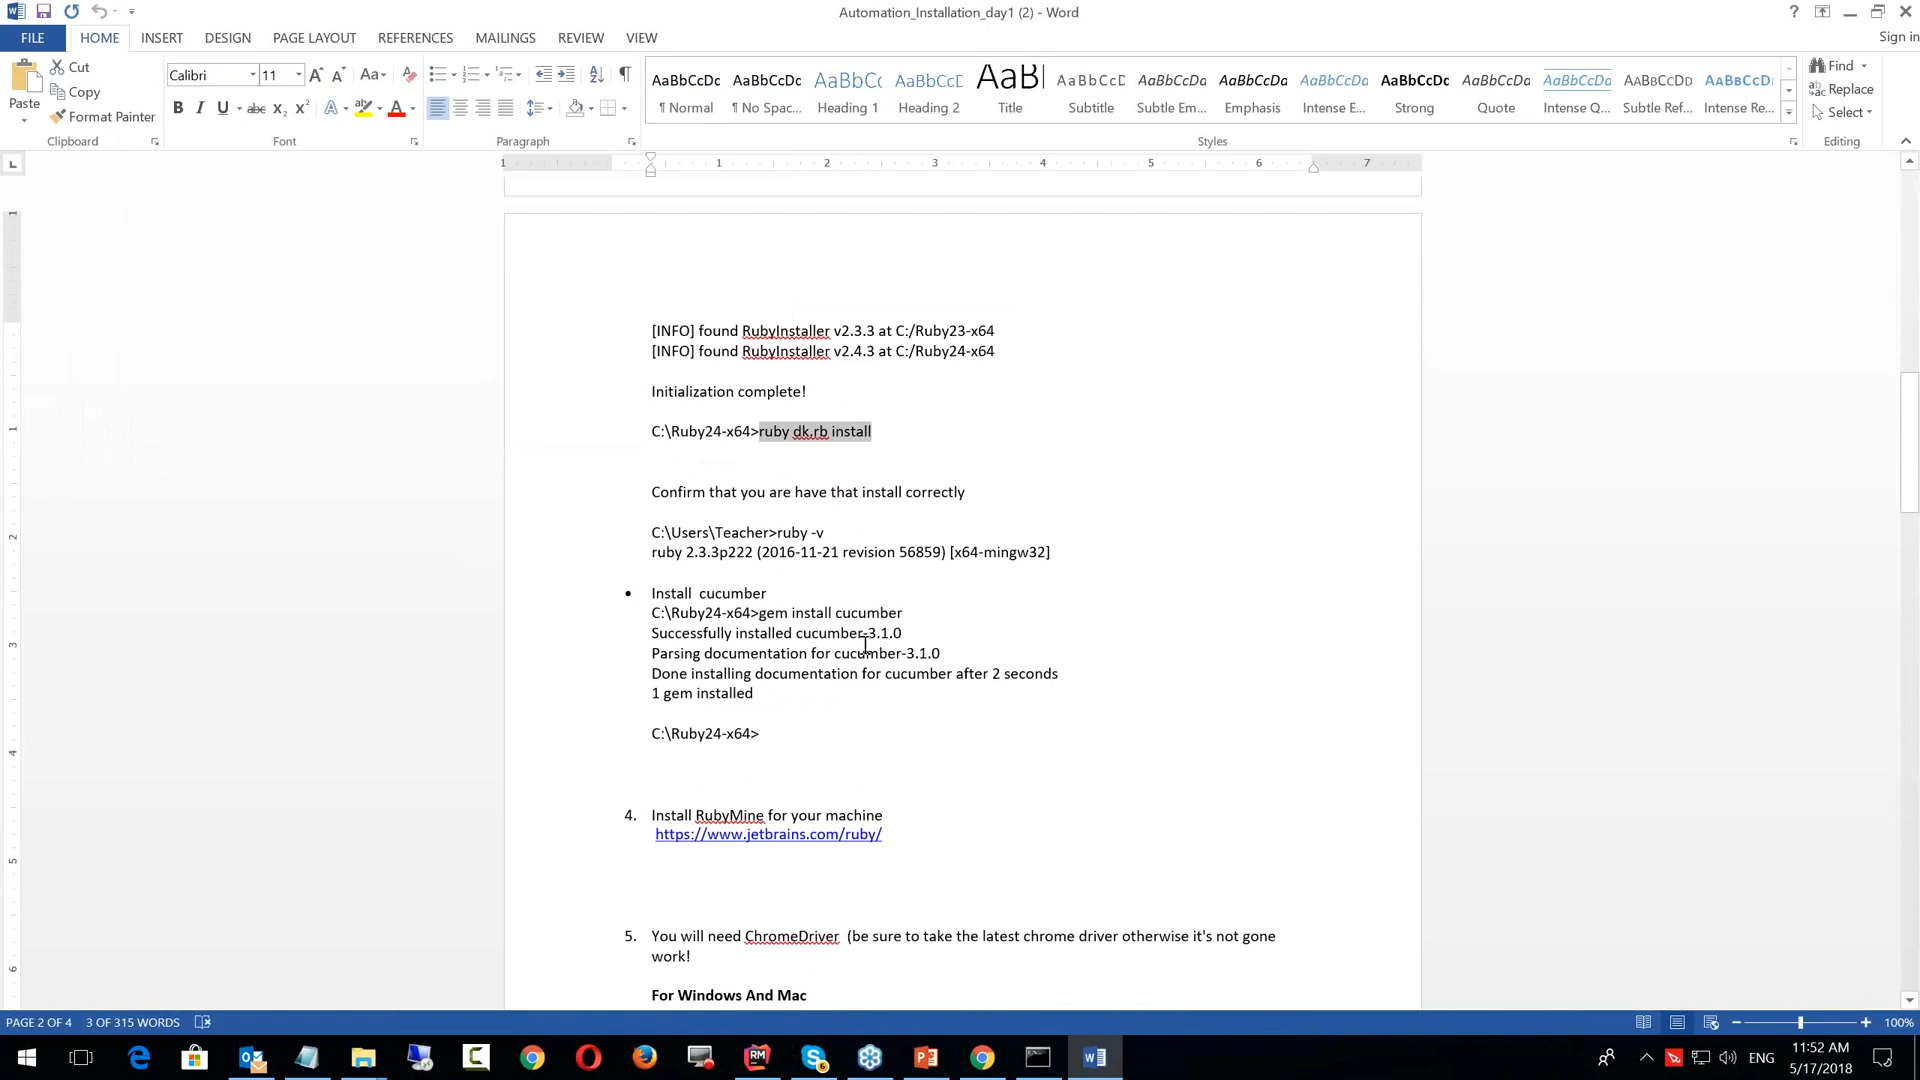 Automation_Installation_day1 (2) - Word
Sign in
FILE HOME INSERT DESIGN PAGE LAYOUT REFERENCES MAILINGS REVIEW VIEW
Paste
Cut
Copy
Format Painter
Clipboard
Calibri 11
Font
Paragraph
AaBbCcDc AaBbCcDc AaBbCc AaBbCcD AaB AaBbCcD AaBbCcDa AaBbCcDa AaBbCcDa AaBbCcDc AaBbCcDa AaBbCcDa AABBCCDD AABBCCDD
¶ Normal ¶ No Spac... Heading 1 Heading 2 Title Subtitle Subtle Em... Emphasis Intense E... Strong Quote Intense Q... Subtle Ref... Intense Re...
Styles
Find
Replace
Select
Editing
1 1 2 3 4 5 6 7
[INFO] found RubyInstaller v2.3.3 at C:/Ruby23-x64
[INFO] found RubyInstaller v2.4.3 at C:/Ruby24-x64
Initialization complete!
C:\Ruby24-x64>ruby dk.rb install
Confirm that you are have that install correctly
C:\Users\Teacher>ruby -v
ruby 2.3.3p222 (2016-11-21 revision 56859) [x64-mingw32]
• Install cucumber
C:\Ruby24-x64>gem install cucumber
Successfully installed cucumber-3.1.0
Parsing documentation for cucumber-3.1.0
Done installing documentation for cucumber after 2 seconds
1 gem installed
C:\Ruby24-x64>
4. Install RubyMine for your machine
https://www.jetbrains.com/ruby/
5. You will need ChromeDriver (be sure to take the latest chrome driver otherwise it's not gone
work!
For Windows And Mac
PAGE 2 OF 4 3 OF 315 WORDS 100%
ENG
11:52 AM
5/17/2018